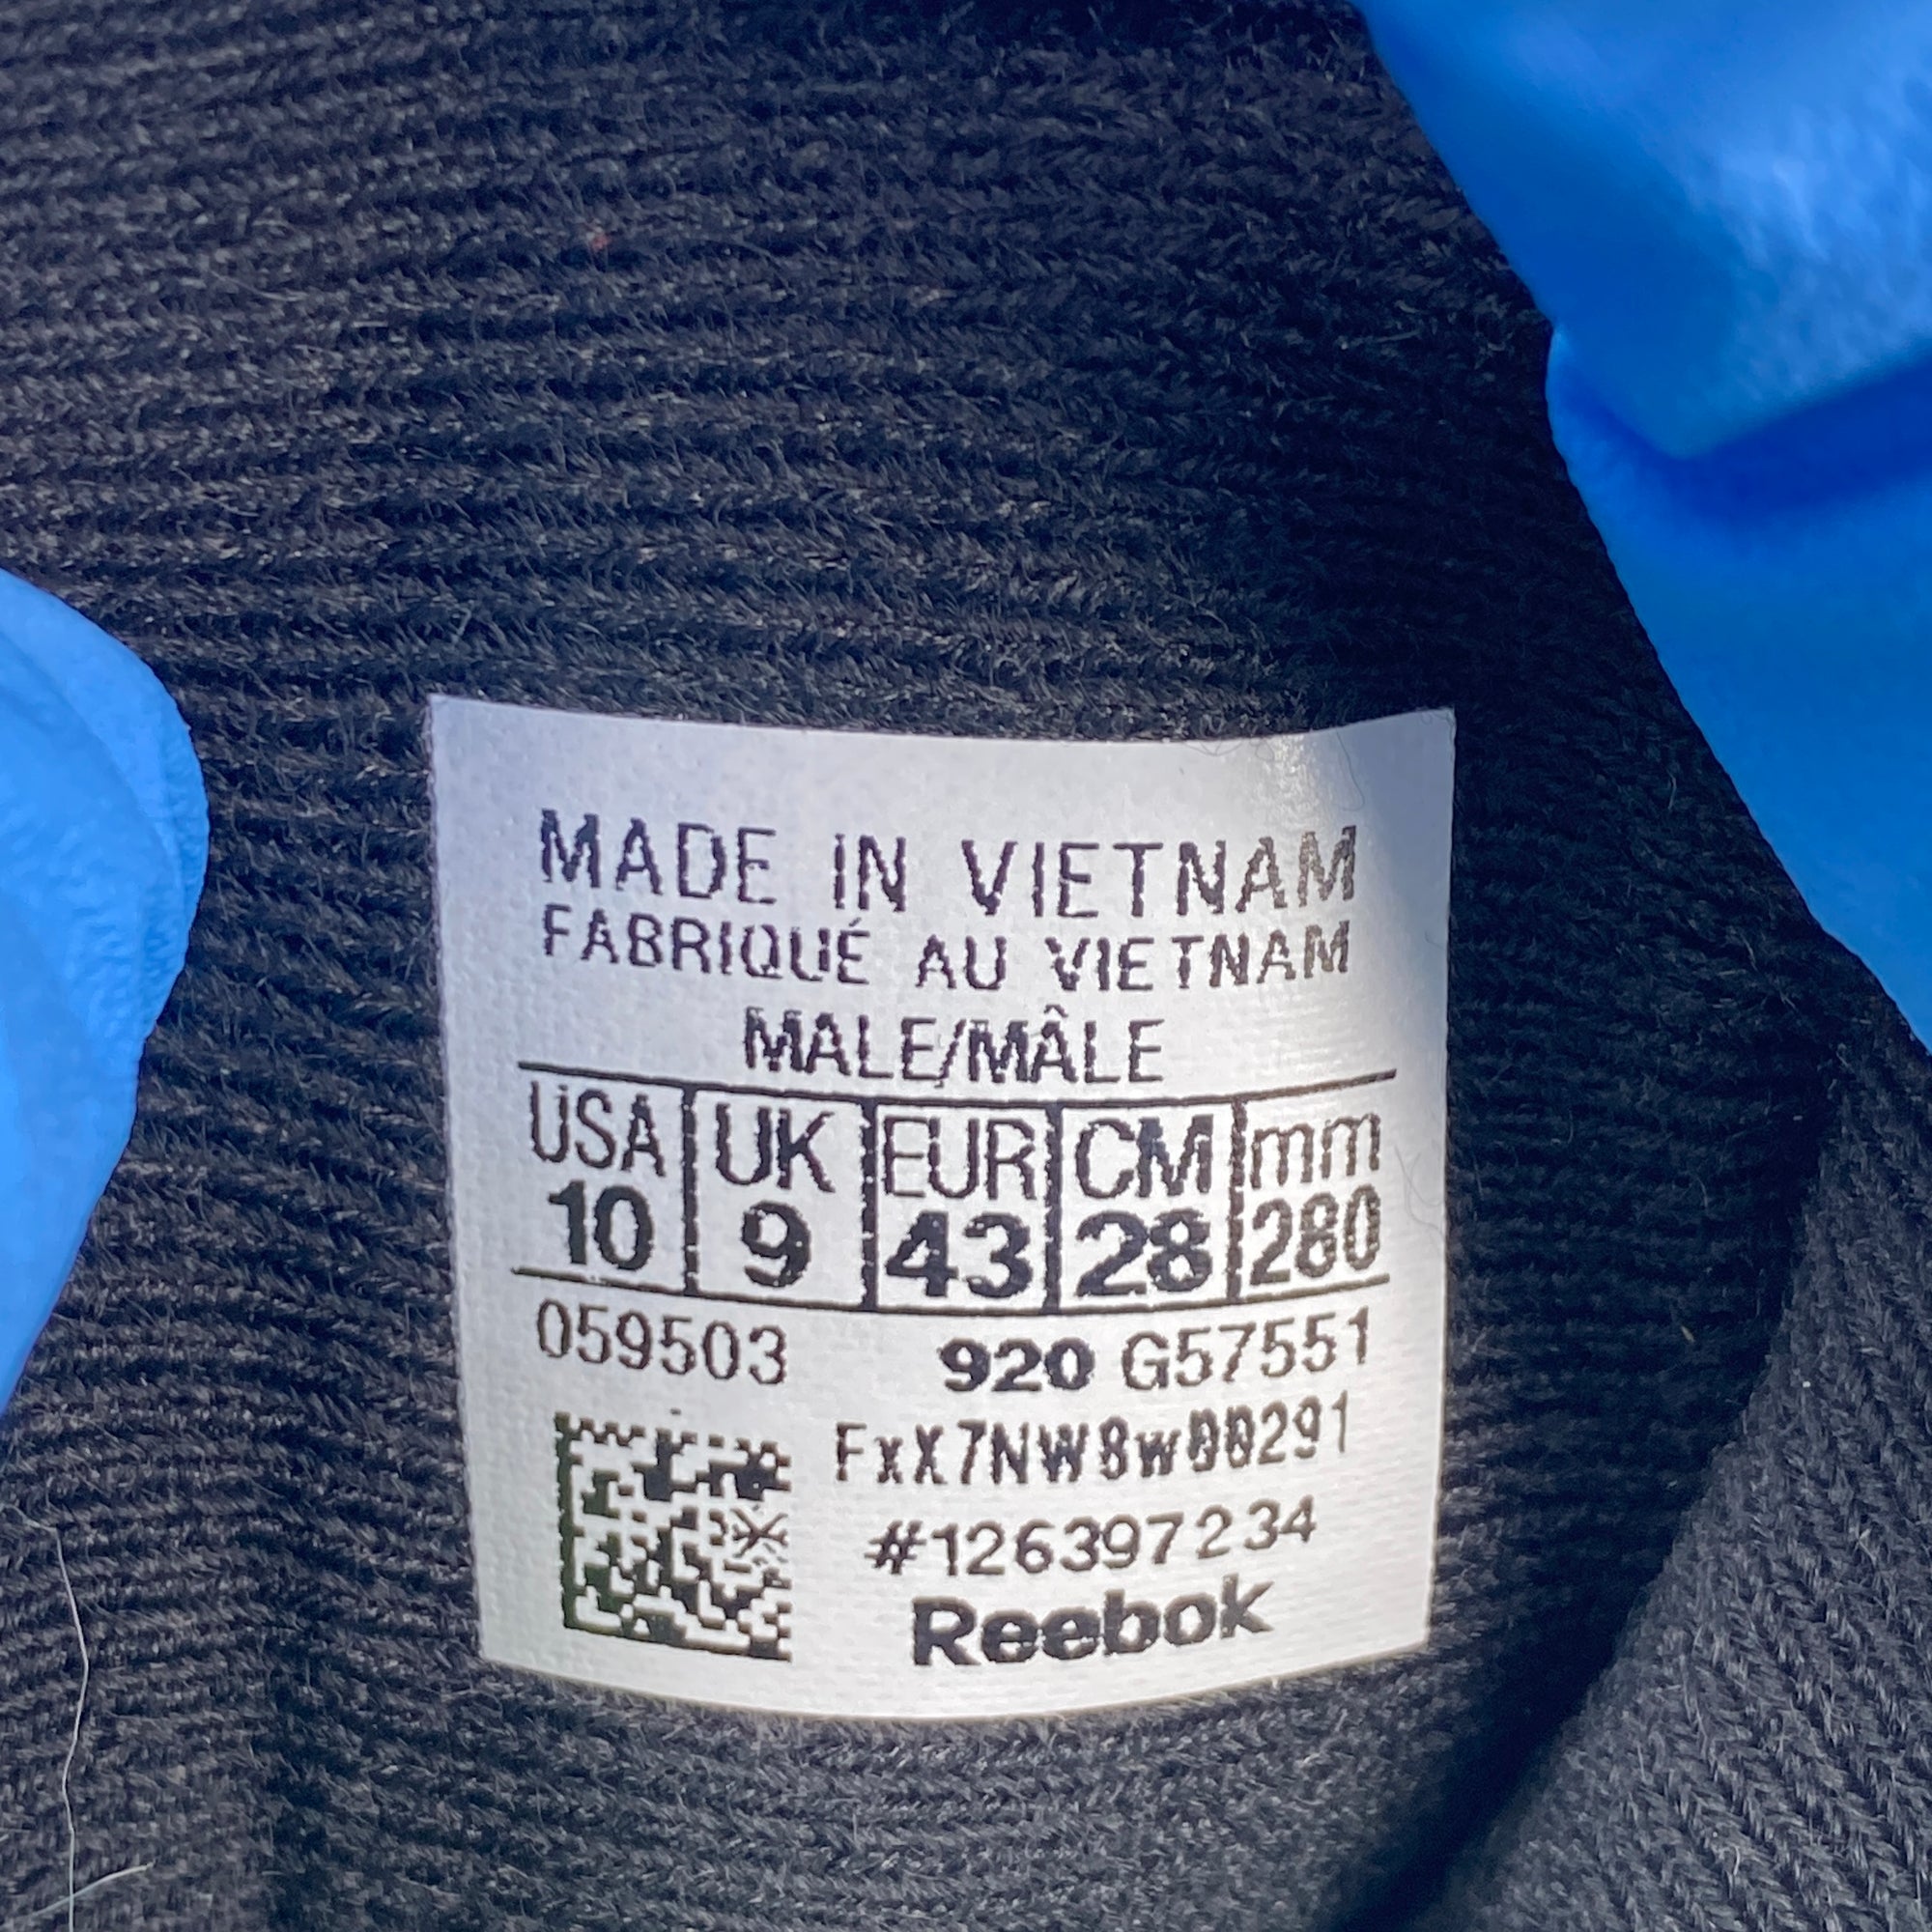 MADE IN VIETNAM
FABRIQUÉ AU VIETNAM
MALE/MÂLE
USA UK EUR CM mm
10 9 43 28 280
059503 920 G57551
FxX7NW8w00291
#126397234
Reebok